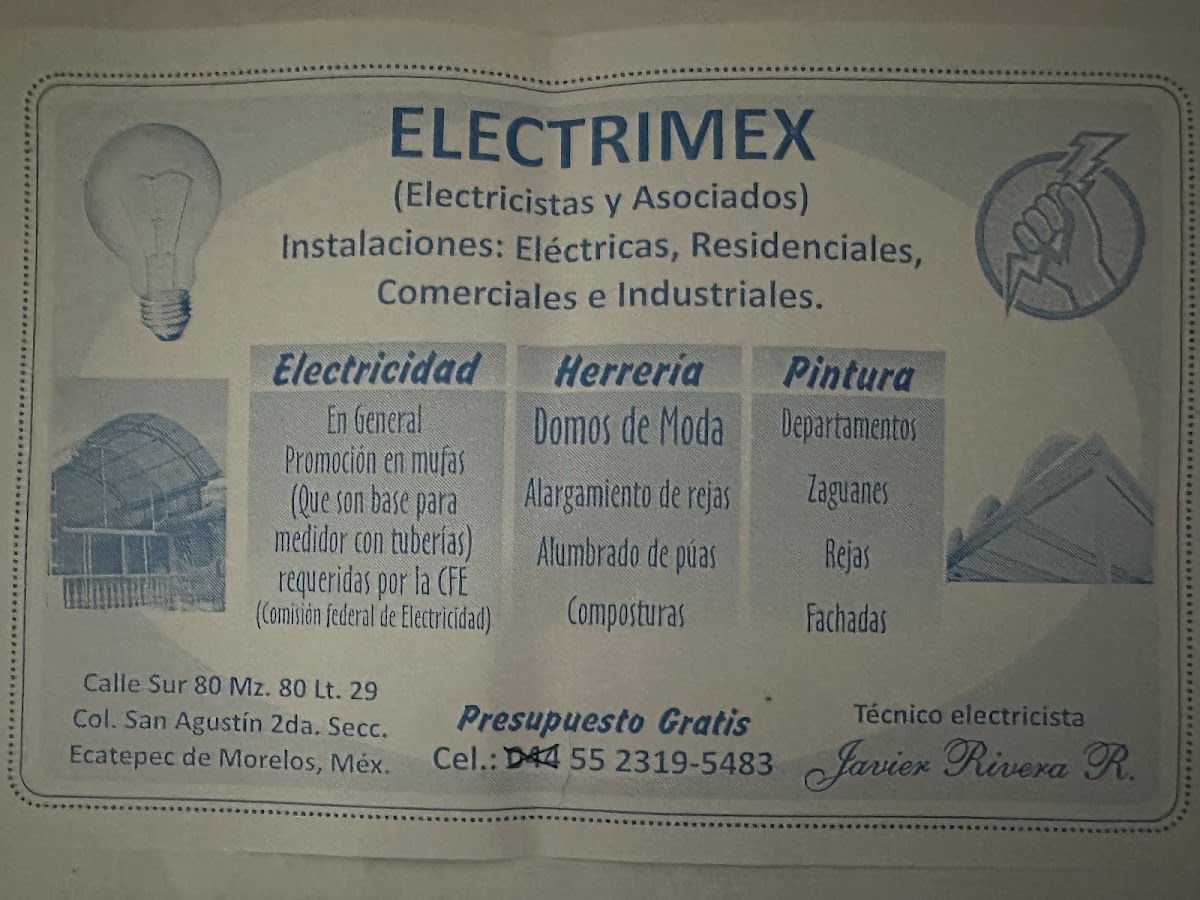 ELECTRIMEX
(Electricistas y Asociados)
Instalaciones: Eléctricas, Residenciales,
Comerciales e Industriales.
Electricidad
En General
Promoción en mufas
(Que son base para
medidor con tuberías)
requeridas por la CFE
(Comisión federal de Electricidad)
Herrería
Domos de Moda
Alargamiento de rejas
Alumbrado de púas
Composturas
Pintura
Departamentos
Zaguanes
Rejas
Fachadas
Calle Sur 80 Mz. 80 Lt. 29
Col. San Agustín 2da. Secc.
Ecatepec de Morelos, Méx.
Presupuesto Gratis
Cel.: 044 55 2319-5483
Técnico electricista
Javier Rivera R.